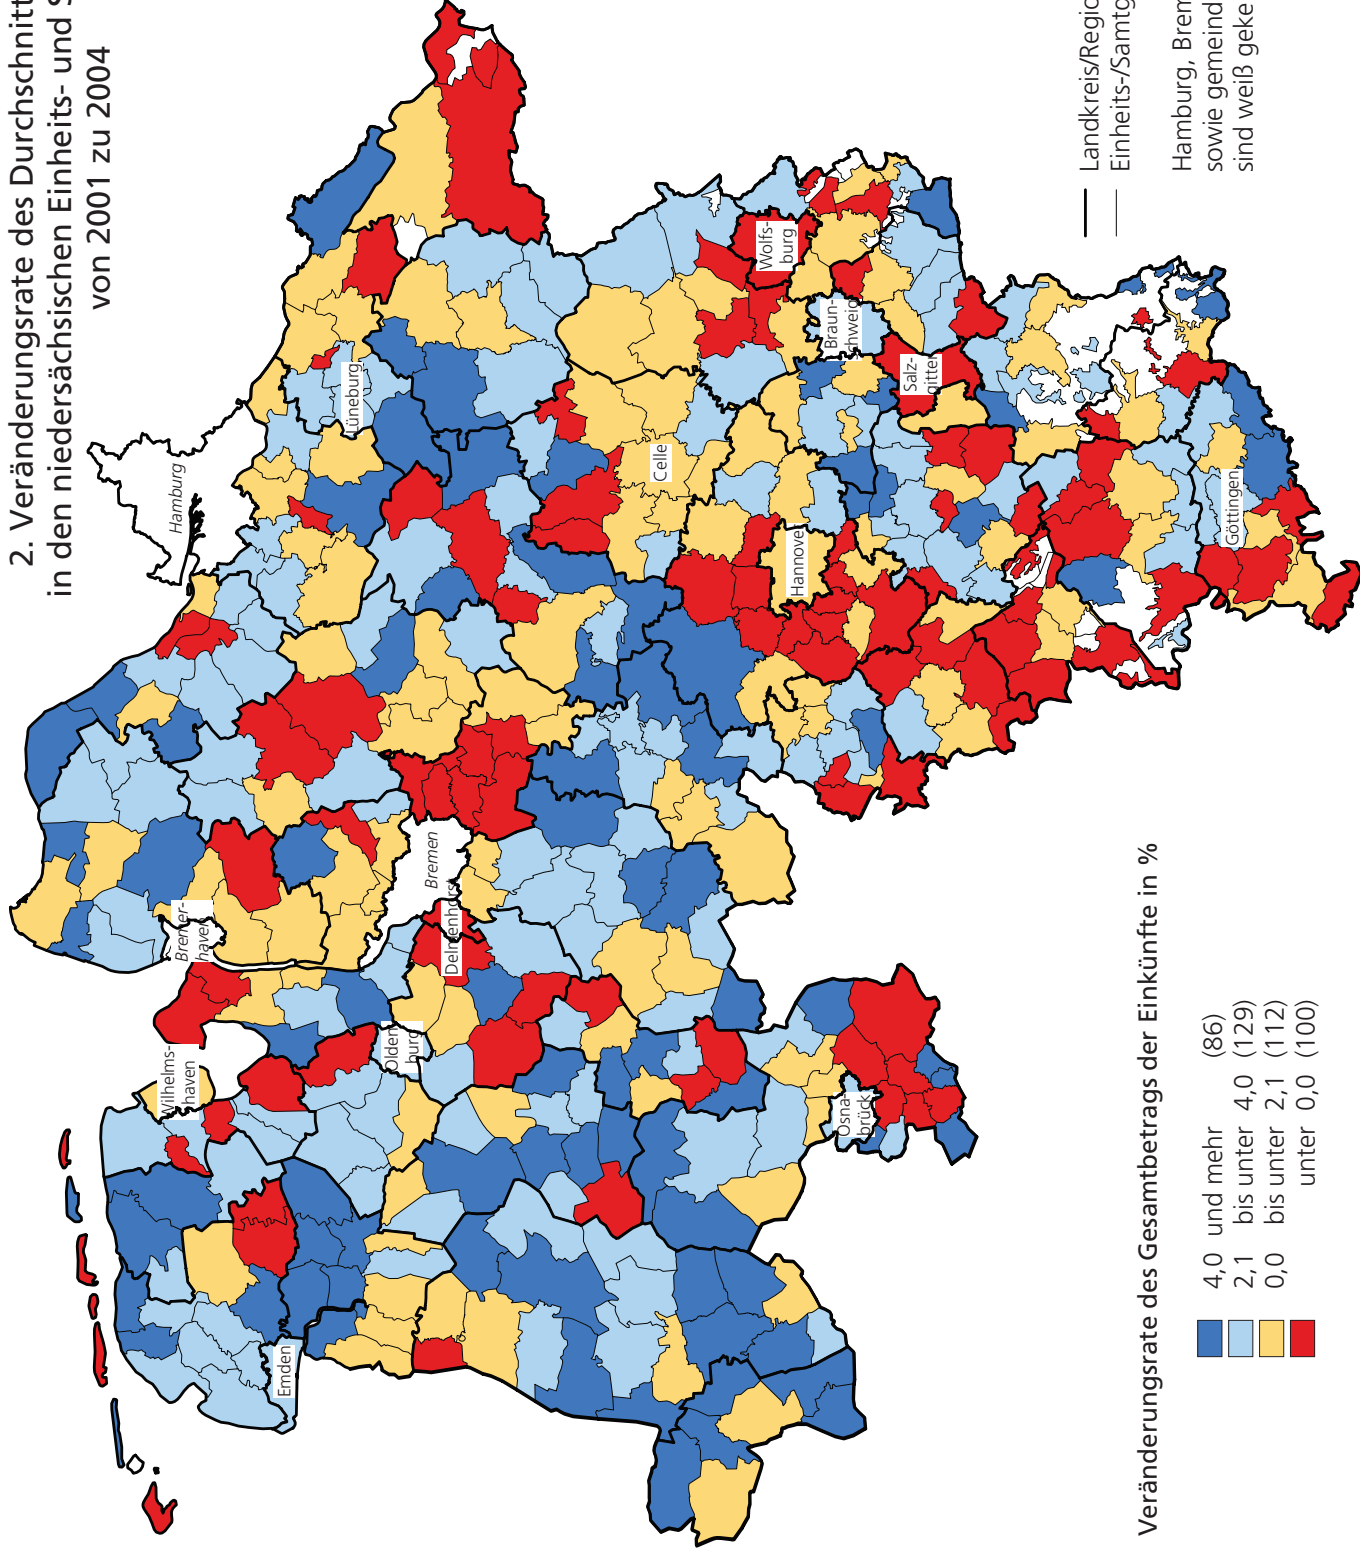 2. Veränderungsrate des Durchschnitt
in den niedersächsischen Einheits- und S
von 2001 zu 2004
Hamburg
Lüneburg
Bremer-
haven
Wilhelms-
haven
Emden
Olden
burg
Delmenhorst
Bremen
Celle
Wolfs-
burg
Braun-
schweig
Salz-
gitter
Hannover
Osna-
brück
Göttingen
Landkreis/Regio
Einheits-/Samtg
Hamburg, Brem
sowie gemeind
sind weiß geke
Veränderungsrate des Gesamtbetrags der Einkünfte in %
4,0 und mehr (86)
2,1 bis unter 4,0 (129)
0,0 bis unter 2,1 (112)
unter 0,0 (100)